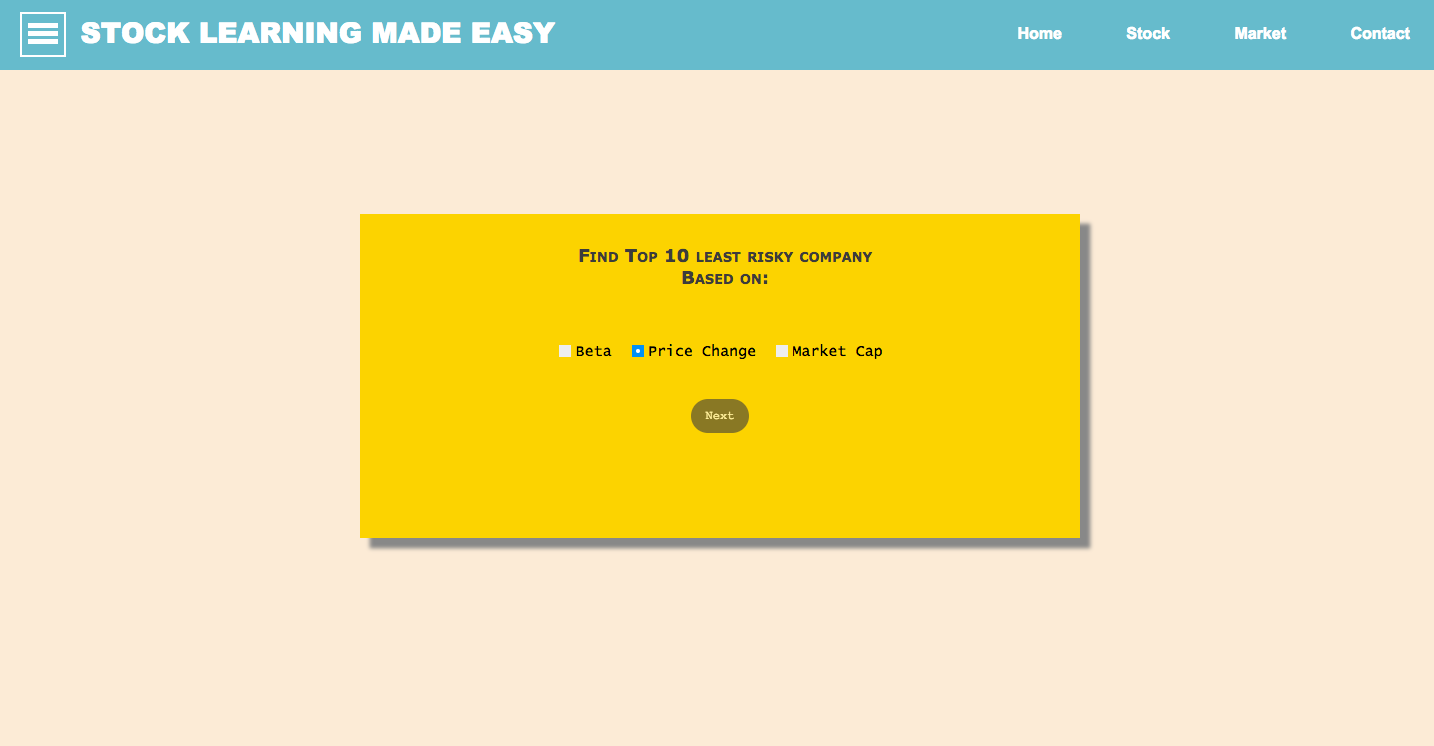 STOCK LEARNING MADE EASY
Home Stock Market Contact
Find Top 10 least risky company
Based on:
Beta Price Change Market Cap
Next